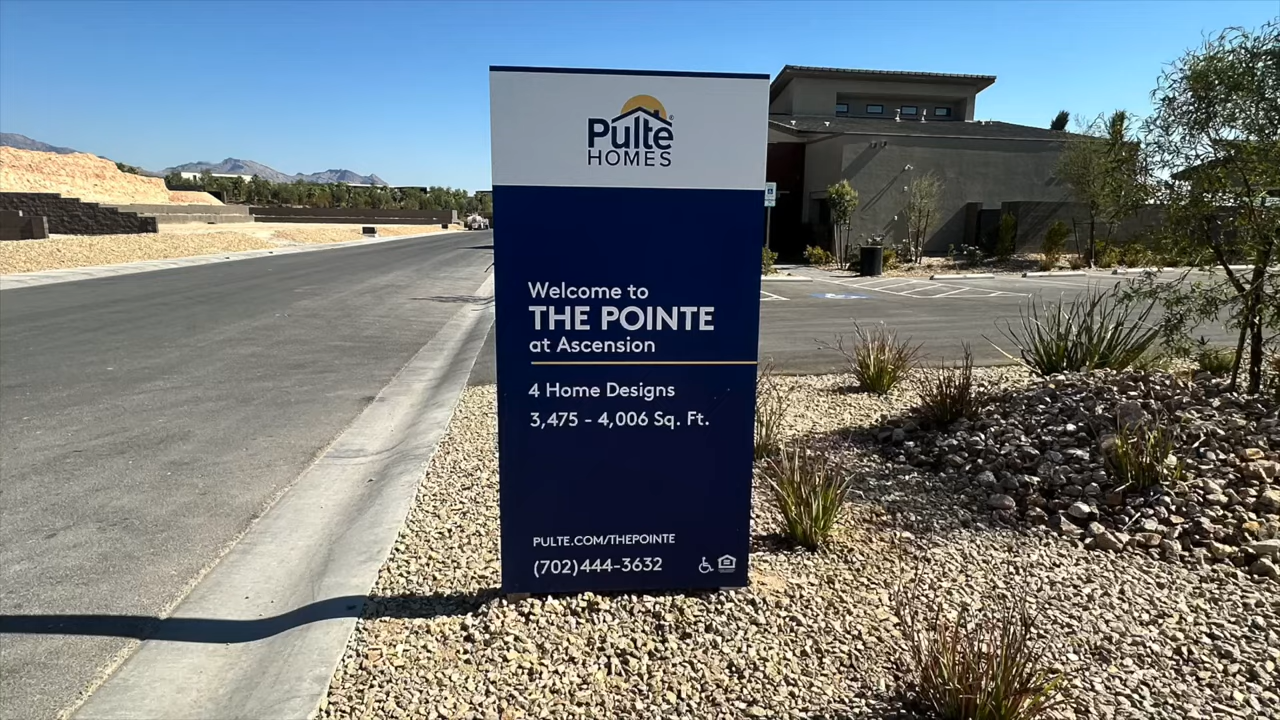 Pulte
HOMES
Welcome to
THE POINTE
at Ascension
4 Home Designs
3,475 - 4,006 Sq. Ft.
PULTE.COM/THEPOINTE
(702)444-3632